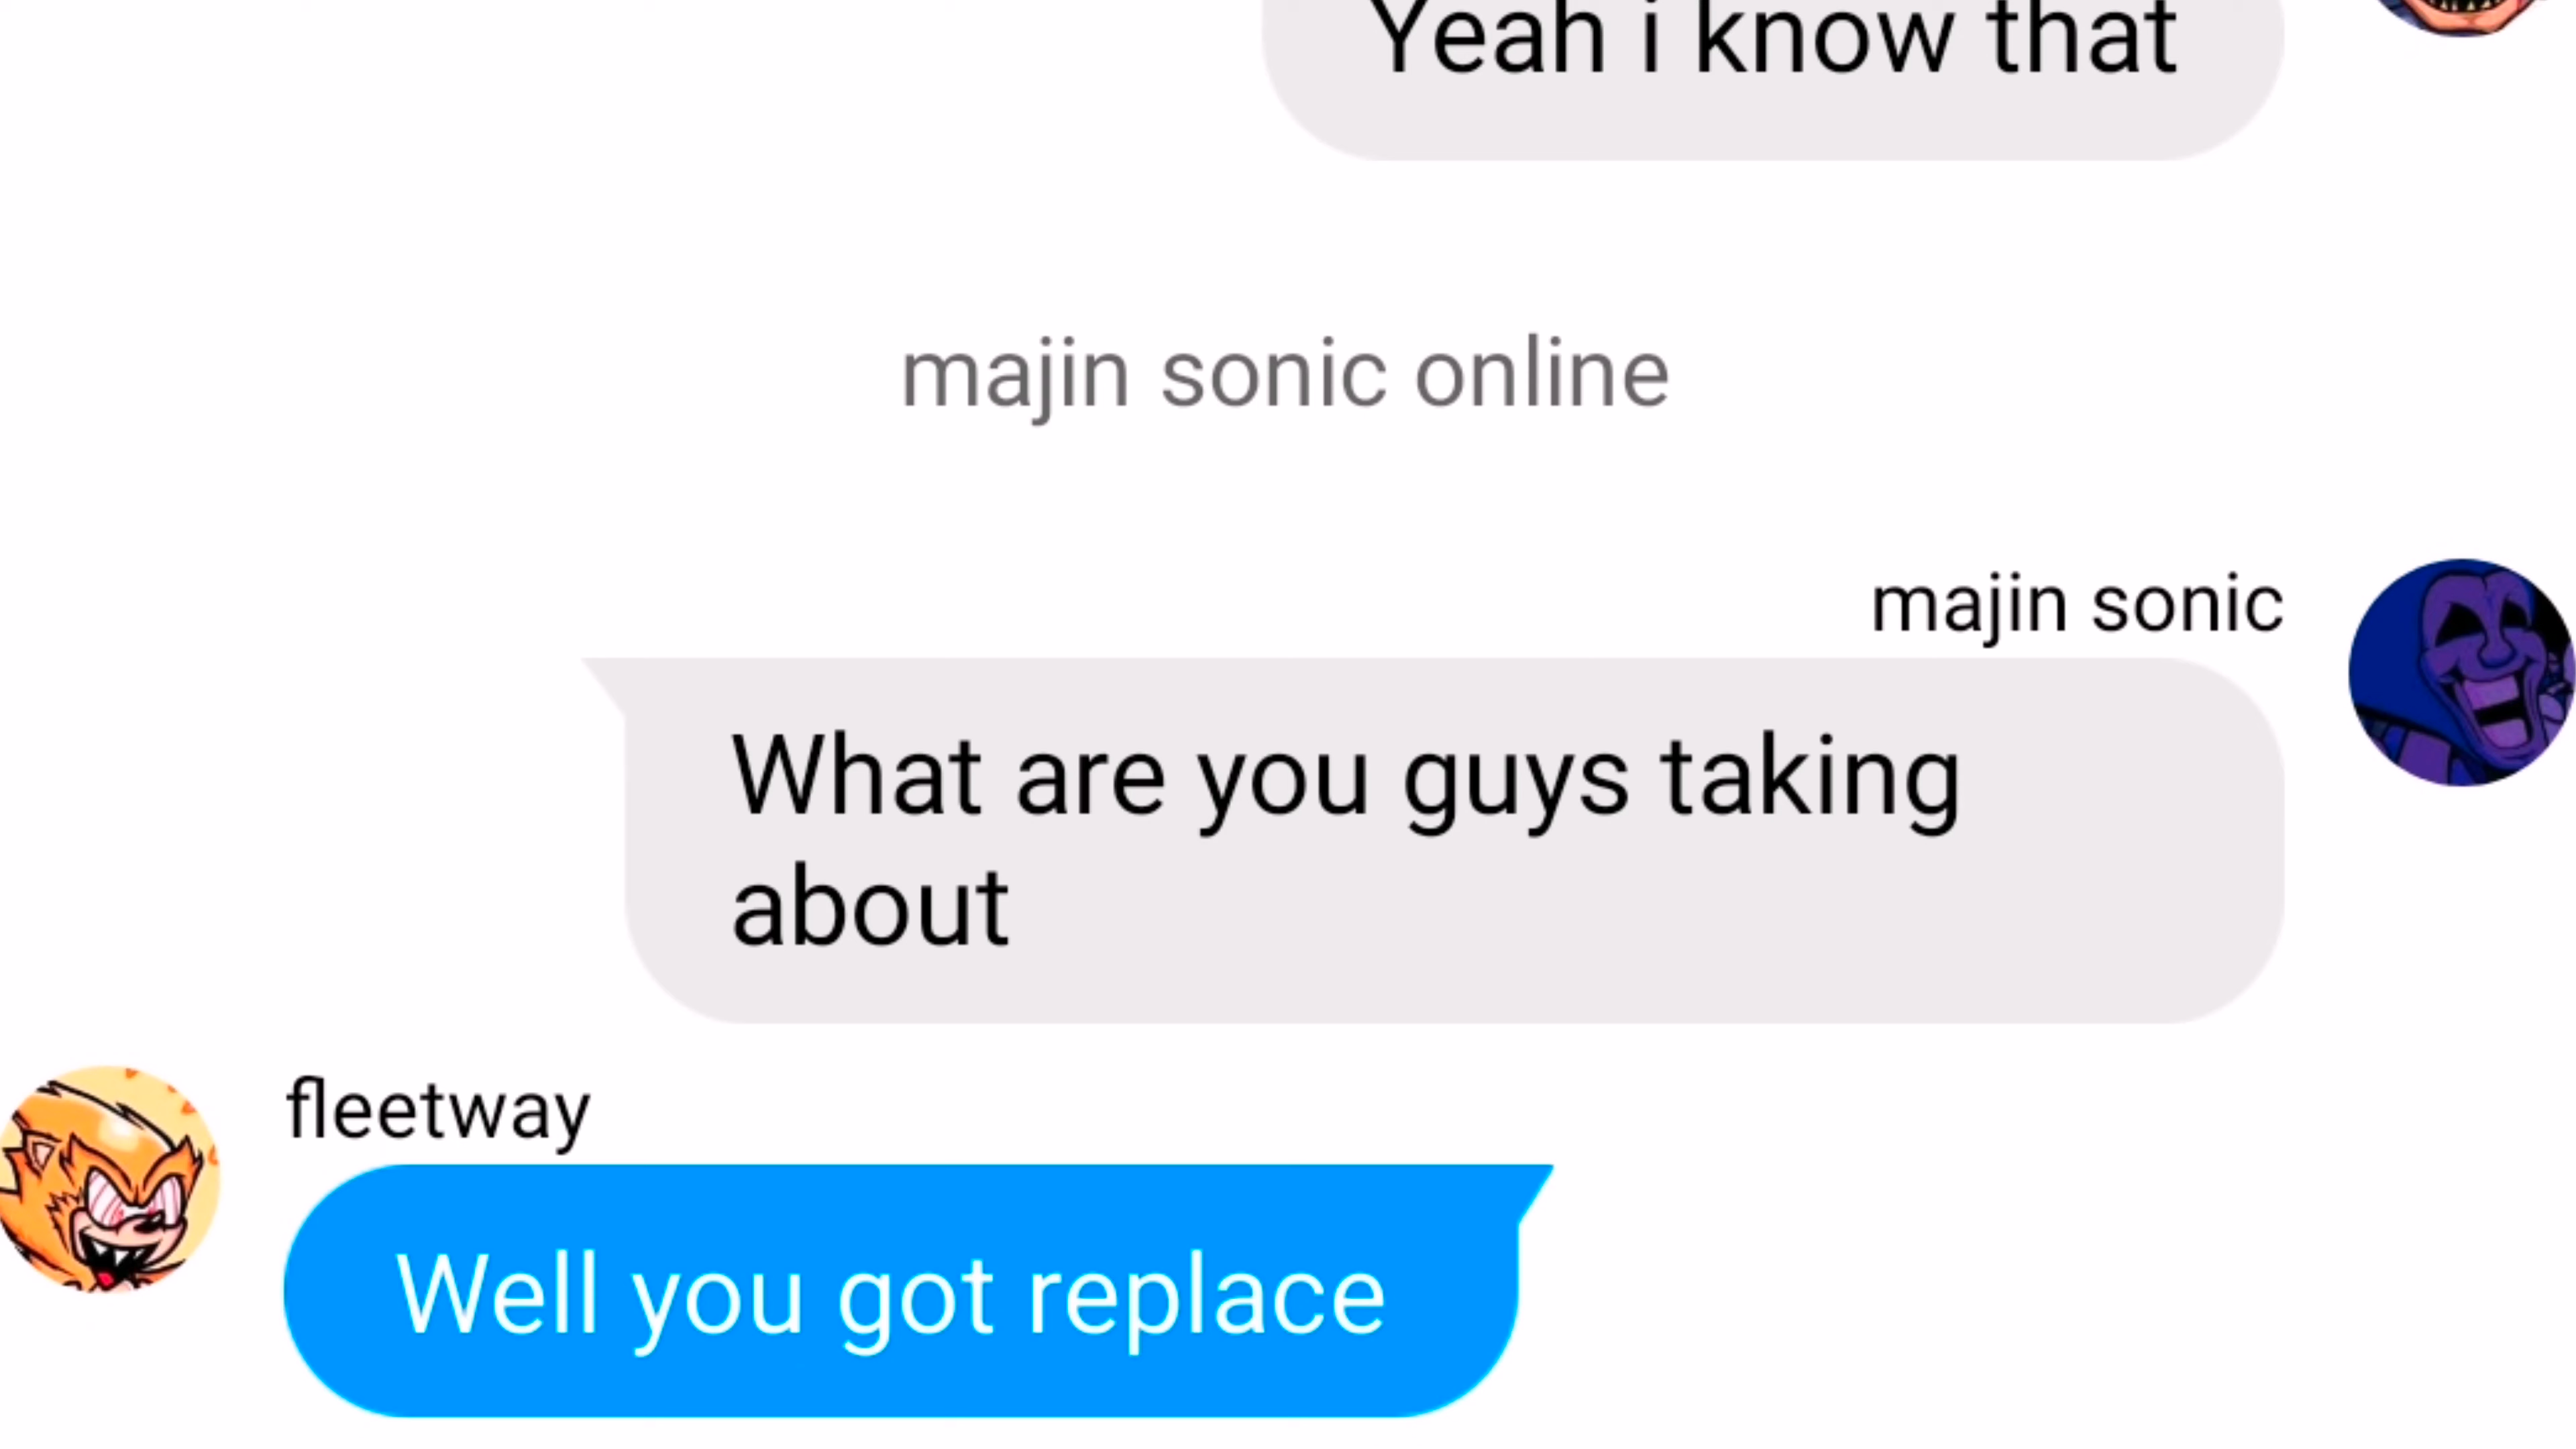 Yeah i know that
majin sonic online
majin sonic
What are you guys taking
about
fleetway
Well you got replace